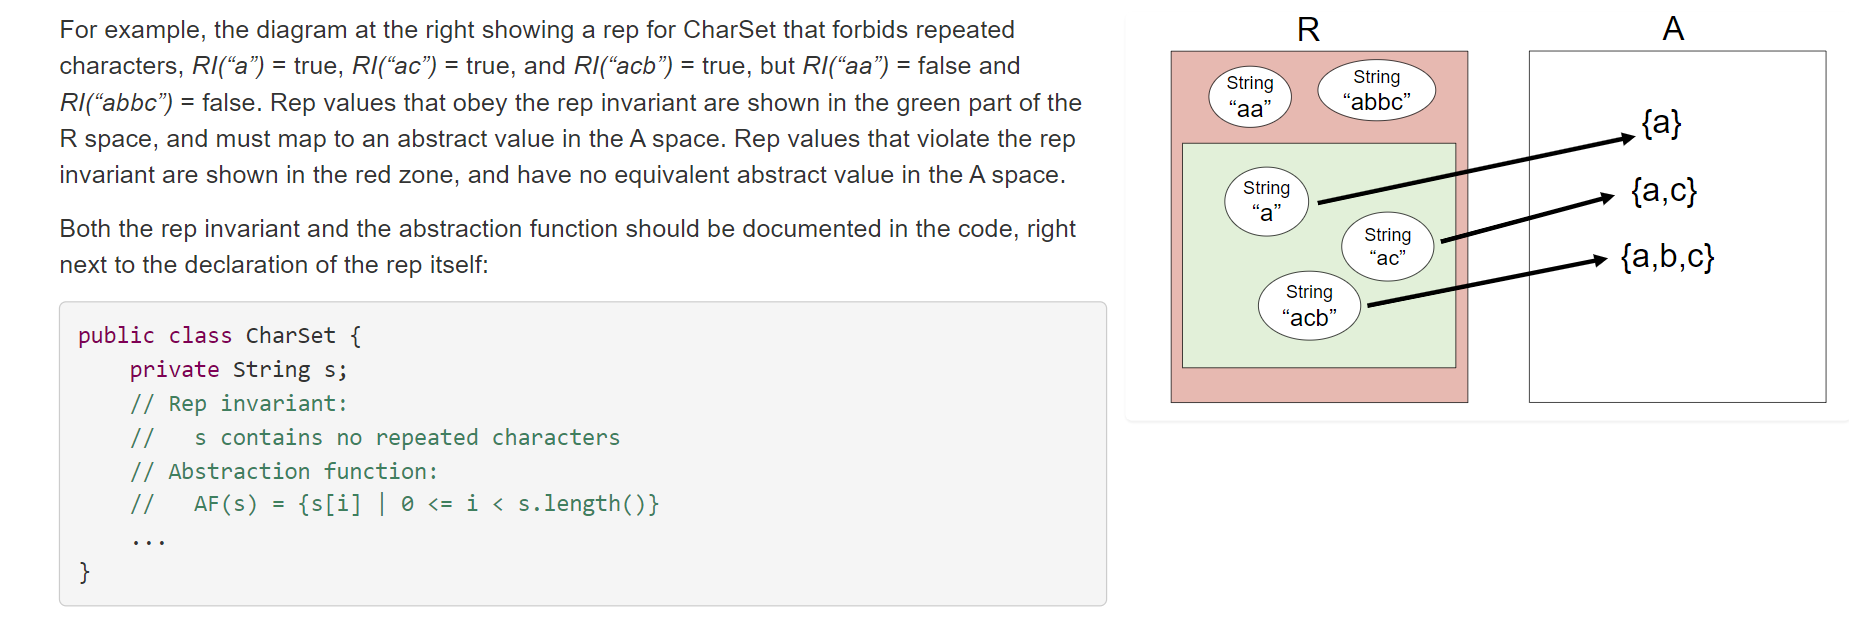 For example, the diagram at the right showing a rep for CharSet that forbids repeated
characters, RI(“a”) = true, RI(“ac”) = true, and RI(“acb”) = true, but RI(“aa”) = false and
RI(“abbc”) = false. Rep values that obey the rep invariant are shown in the green part of the
R space, and must map to an abstract value in the A space. Rep values that violate the rep
invariant are shown in the red zone, and have no equivalent abstract value in the A space.
Both the rep invariant and the abstraction function should be documented in the code, right
next to the declaration of the rep itself:
public class CharSet {
    private String s;
    // Rep invariant:
    //   s contains no repeated characters
    // Abstraction function:
    //   AF(s) = {s[i] | 0 <= i < s.length()}
    ...
}
R
A
String
“aa”
String
“abbc”
String
“a”
String
“ac”
String
“acb”
{a}
{a,c}
{a,b,c}